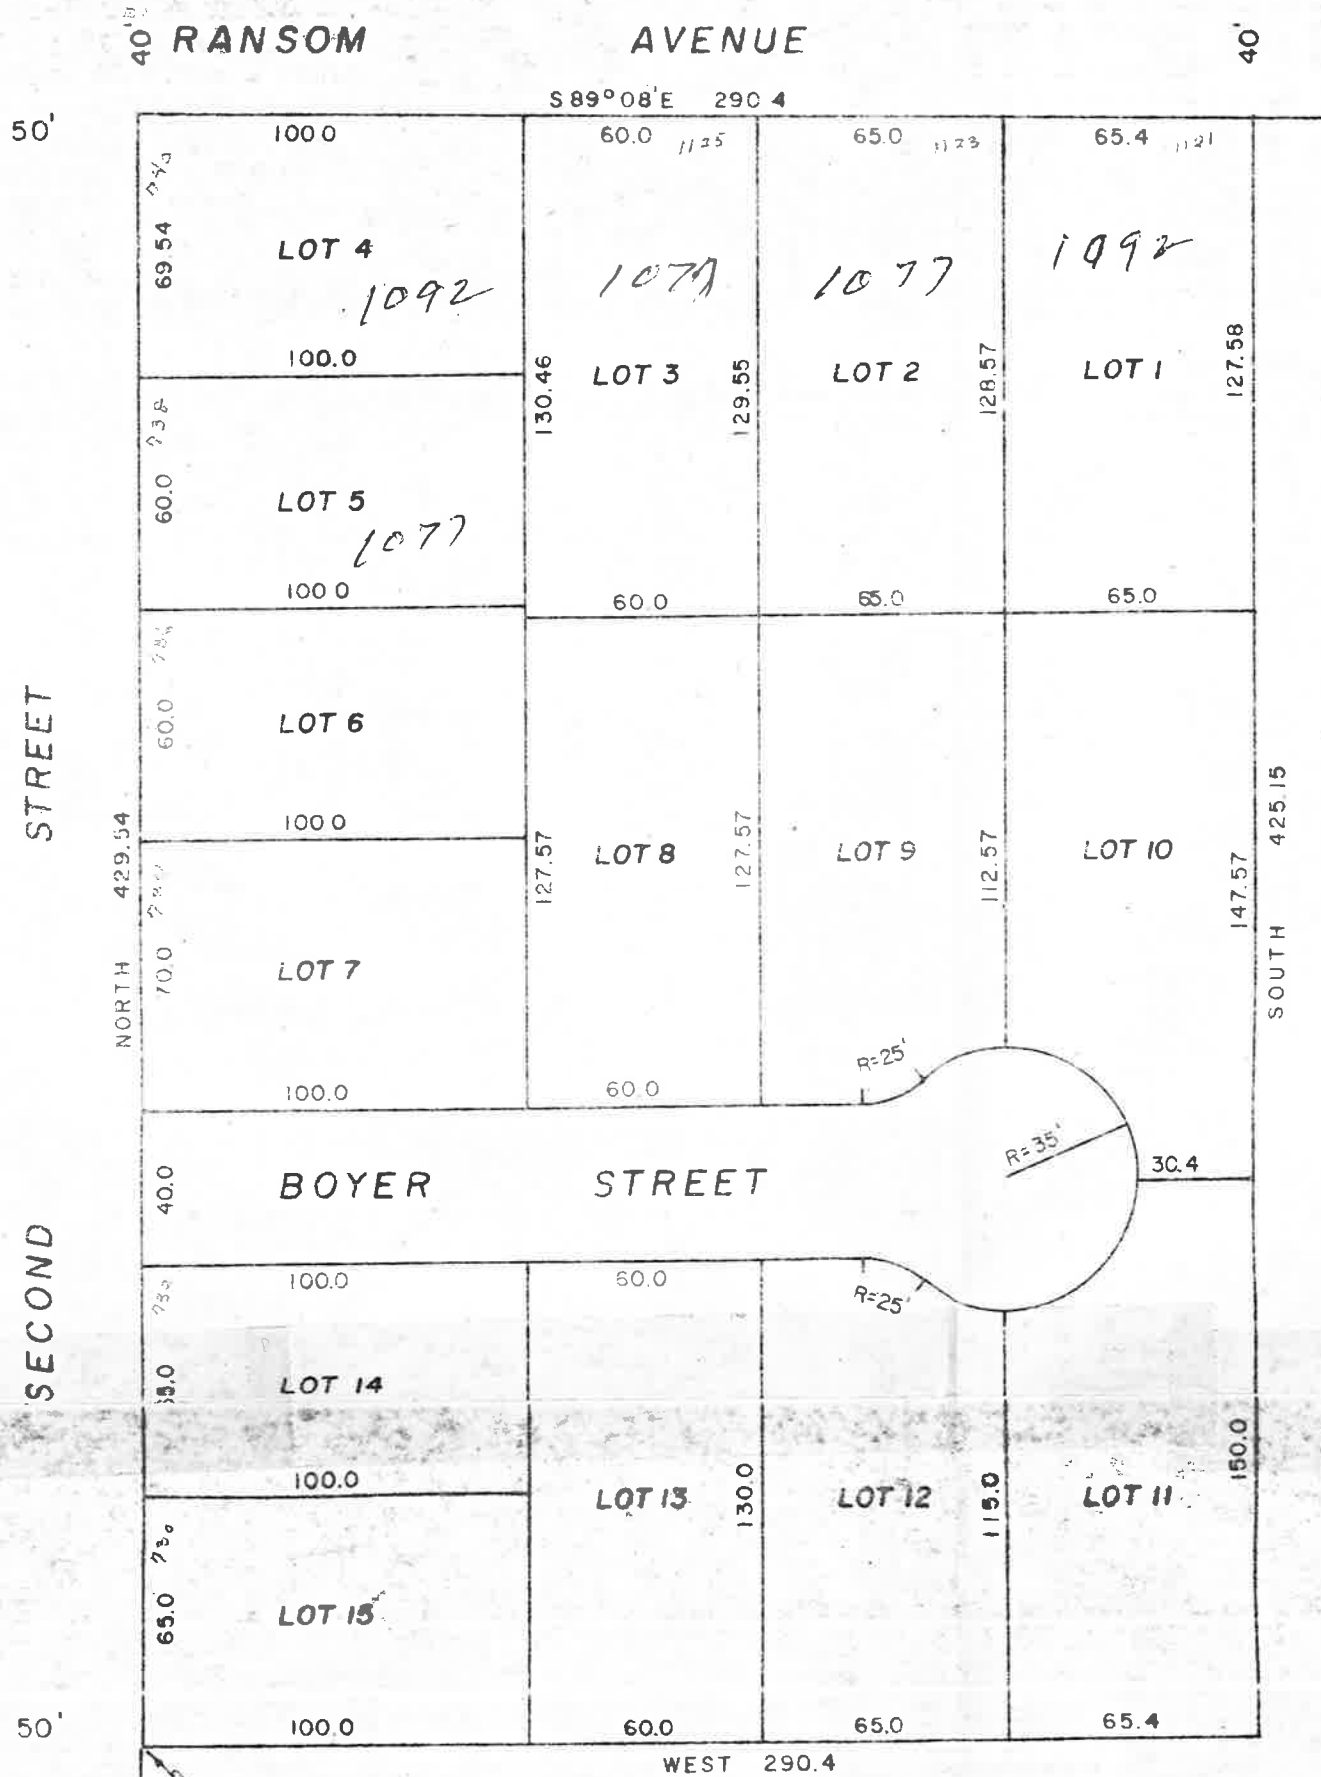 40' RANSOM AVENUE 40'
S 89° 08' E 290.4
50' 100.0 60.0 1125 65.0 1123 65.4 1121
69.54
LOT 4
1092
1077
1077
1092
100.0
130.46
LOT 3
129.55
LOT 2
128.57
LOT 1
127.58
60.0 738
LOT 5
1077
100.0
60.0
65.0
65.0
60.0
LOT 6
STREET
100.0
NORTH 429.54
127.57
LOT 8
127.57
LOT 9
112.57
LOT 10
147.57
SOUTH 425.15
70.0
LOT 7
100.0
60.0
R=25'
R=35'
30.4
40.0
BOYER STREET
SECOND
100.0
60.0
R=25'
LOT 14
100.0
LOT 13
130.0
LOT 12
115.0
LOT 11
150.0
65.0 730
LOT 15
50' 100.0 60.0 65.0 65.4
WEST 290.4